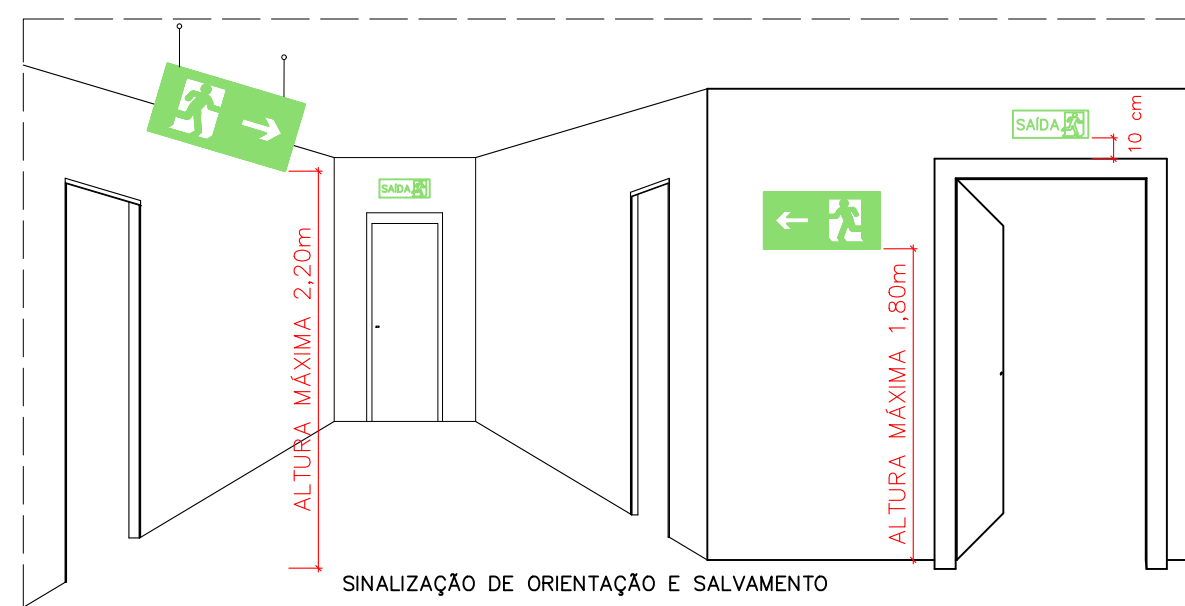 SAÍDA
10 cm
SAÍDA
ALTURA MÁXIMA 2,20m
ALTURA MÁXIMA 1,80m
SINALIZAÇÃO DE ORIENTAÇÃO E SALVAMENTO